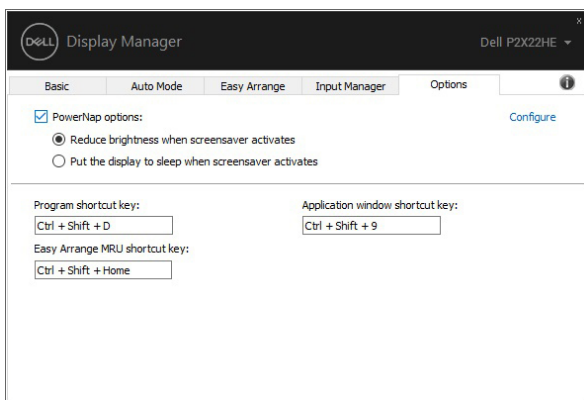 DELL Display Manager
Dell P2X22HE
Basic
Auto Mode
Easy Arrange
Input Manager
Options
PowerNap options:
Configure
Reduce brightness when screensaver activates
Put the display to sleep when screensaver activates
Program shortcut key:
Application window shortcut key:
Ctrl + Shift + D
Ctrl + Shift + 9
Easy Arrange MRU shortcut key:
Ctrl + Shift + Home